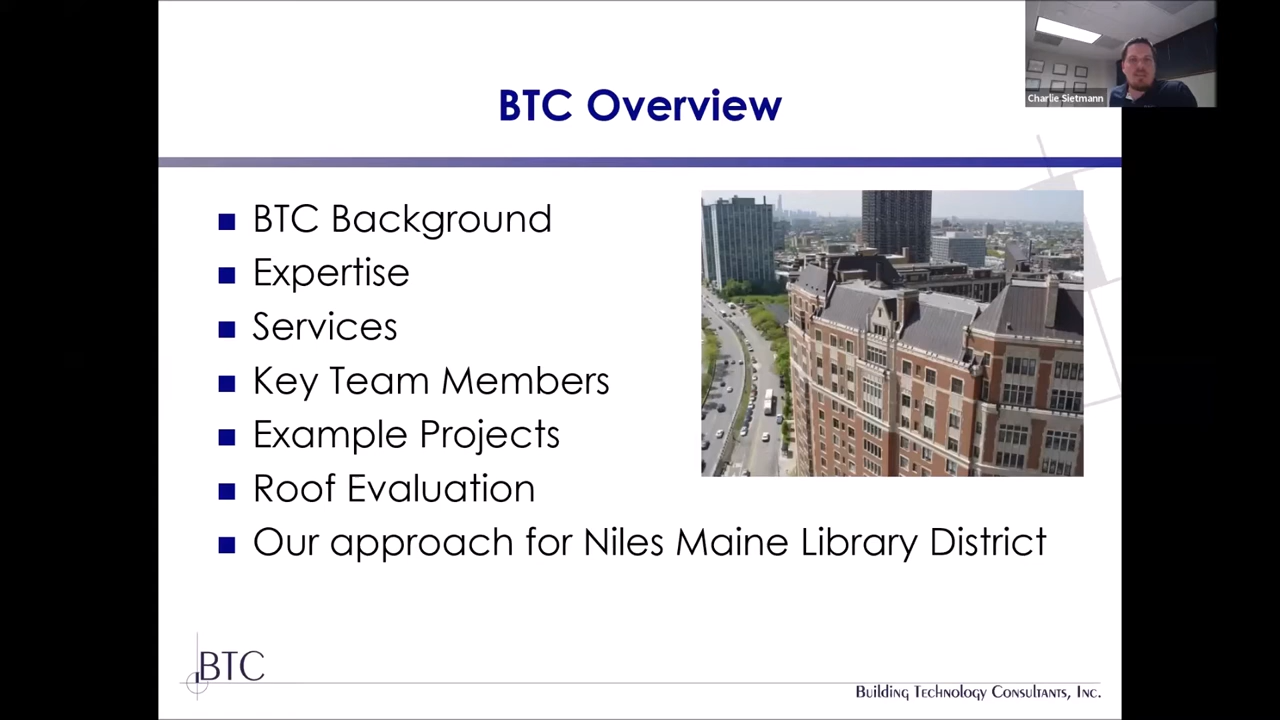 Charlie Sietmann
BTC Overview
BTC Background
Expertise
Services
Key Team Members
Example Projects
Roof Evaluation
Our approach for Niles Maine Library District
BTC
Building Technology Consultants, Inc.